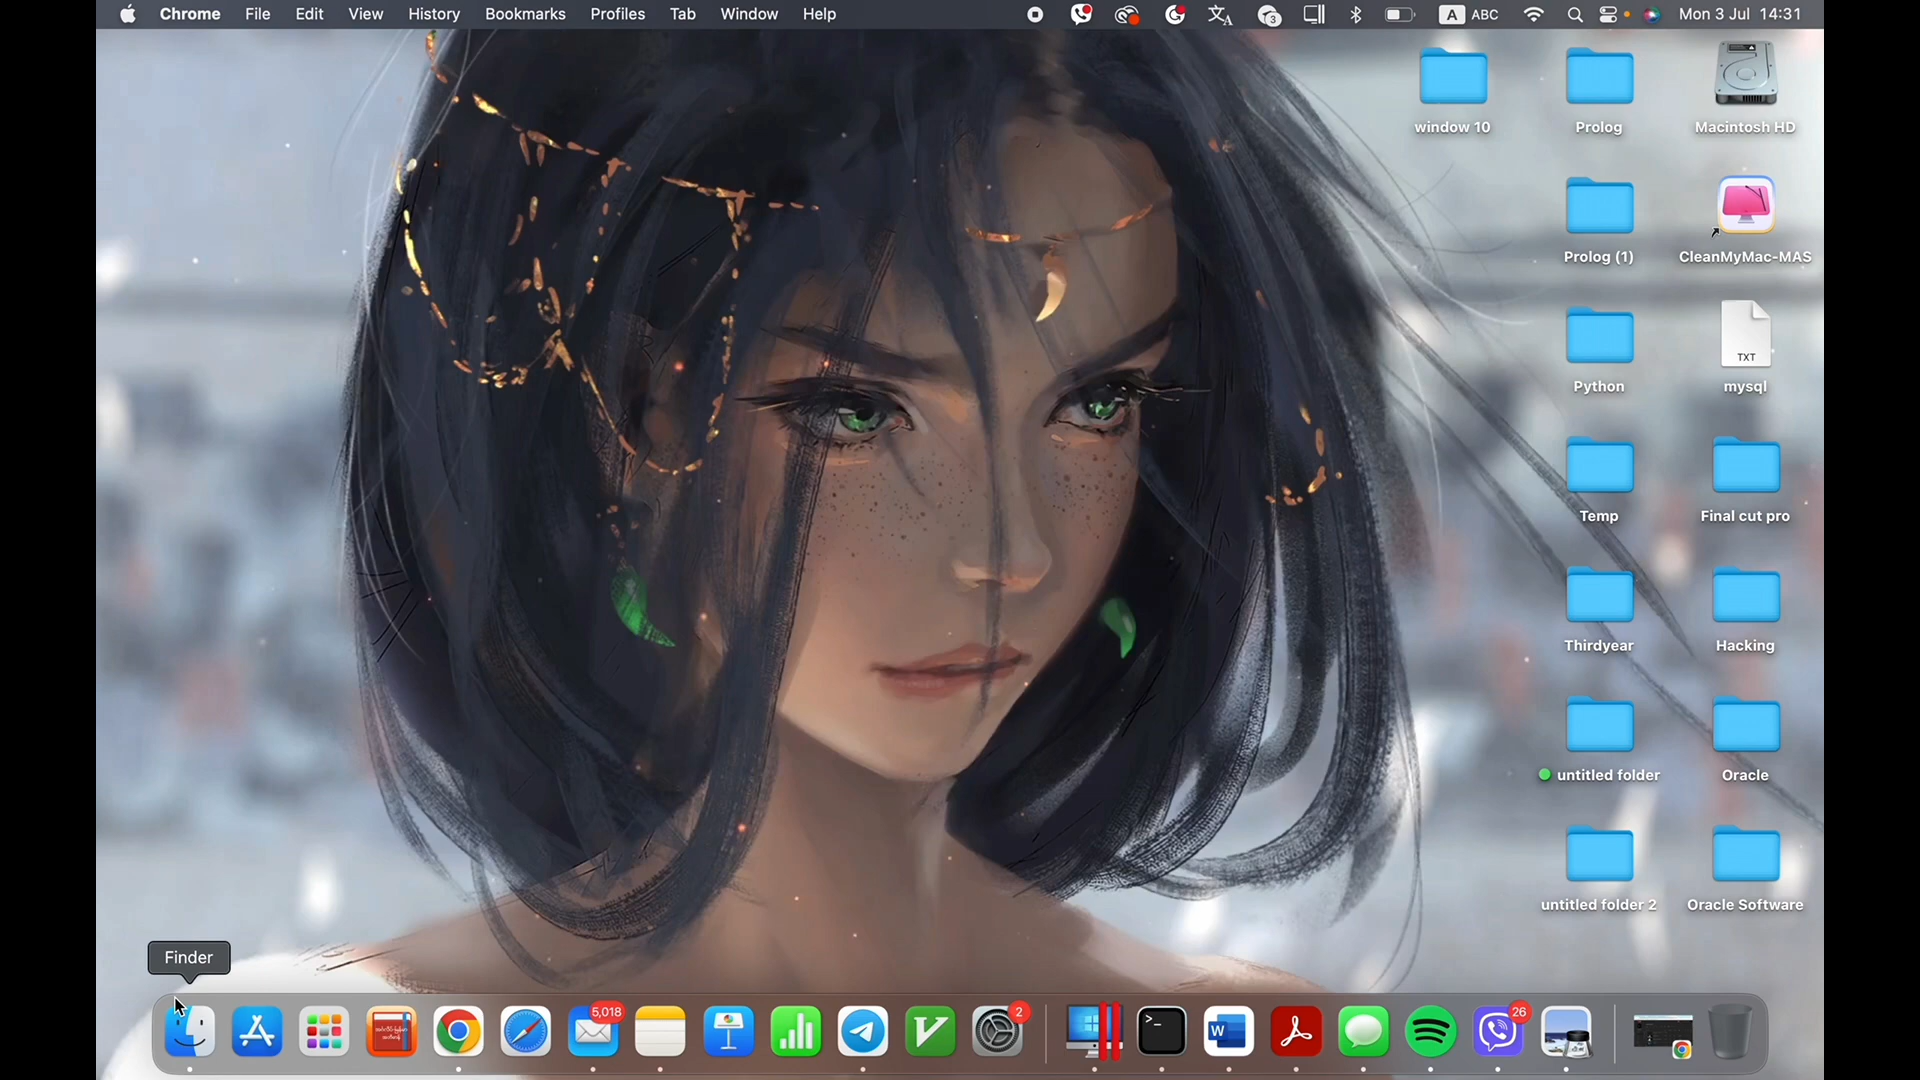 Chrome File Edit View History Bookmarks Profiles Tab Window Help 3 A ABC Mon 3 Jul 14:31
window 10 Prolog Macintosh HD
Prolog (1) CleanMyMac-MAS
TXT
Python mysql
Temp Final cut pro
Thirdyear Hacking
untitled folder Oracle
untitled folder 2 Oracle Software
Finder
5,018 2 >_ W 26